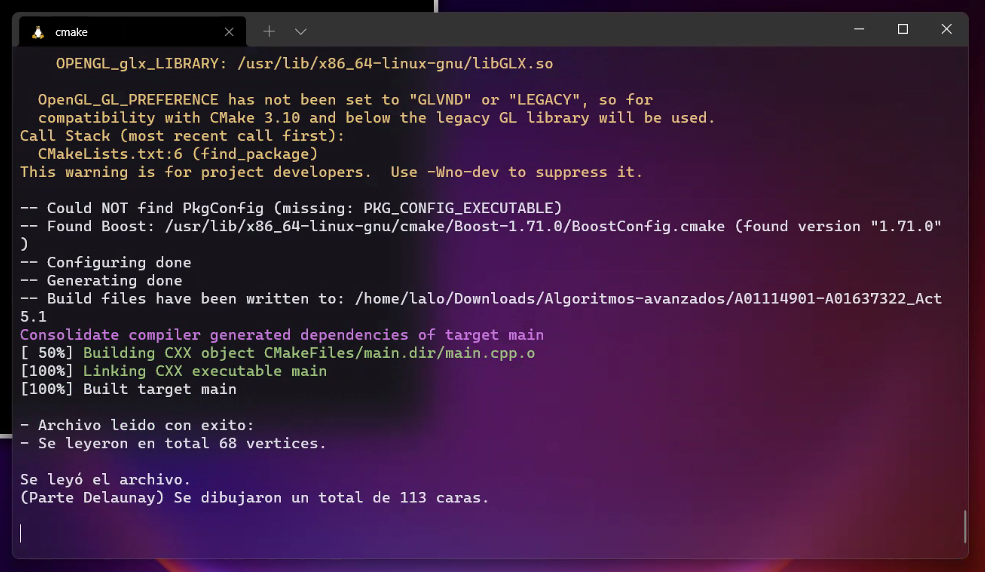 cmake
OPENGL_glx_LIBRARY: /usr/lib/x86_64-linux-gnu/libGLX.so
OpenGL_GL_PREFERENCE has not been set to "GLVND" or "LEGACY", so for
compatibility with CMake 3.10 and below the legacy GL library will be used.
Call Stack (most recent call first):
CMakeLists.txt:6 (find_package)
This warning is for project developers.  Use -Wno-dev to suppress it.
-- Could NOT find PkgConfig (missing: PKG_CONFIG_EXECUTABLE)
-- Found Boost: /usr/lib/x86_64-linux-gnu/cmake/Boost-1.71.0/BoostConfig.cmake (found version "1.71.0"
)
-- Configuring done
-- Generating done
-- Build files have been written to: /home/lalo/Downloads/Algoritmos-avanzados/A01114901-A01637322_Act
5.1
Consolidate compiler generated dependencies of target main
[ 50%] Building CXX object CMakeFiles/main.dir/main.cpp.o
[100%] Linking CXX executable main
[100%] Built target main
- Archivo leido con exito:
- Se leyeron en total 68 vertices.
Se leyó el archivo.
(Parte Delaunay) Se dibujaron un total de 113 caras.